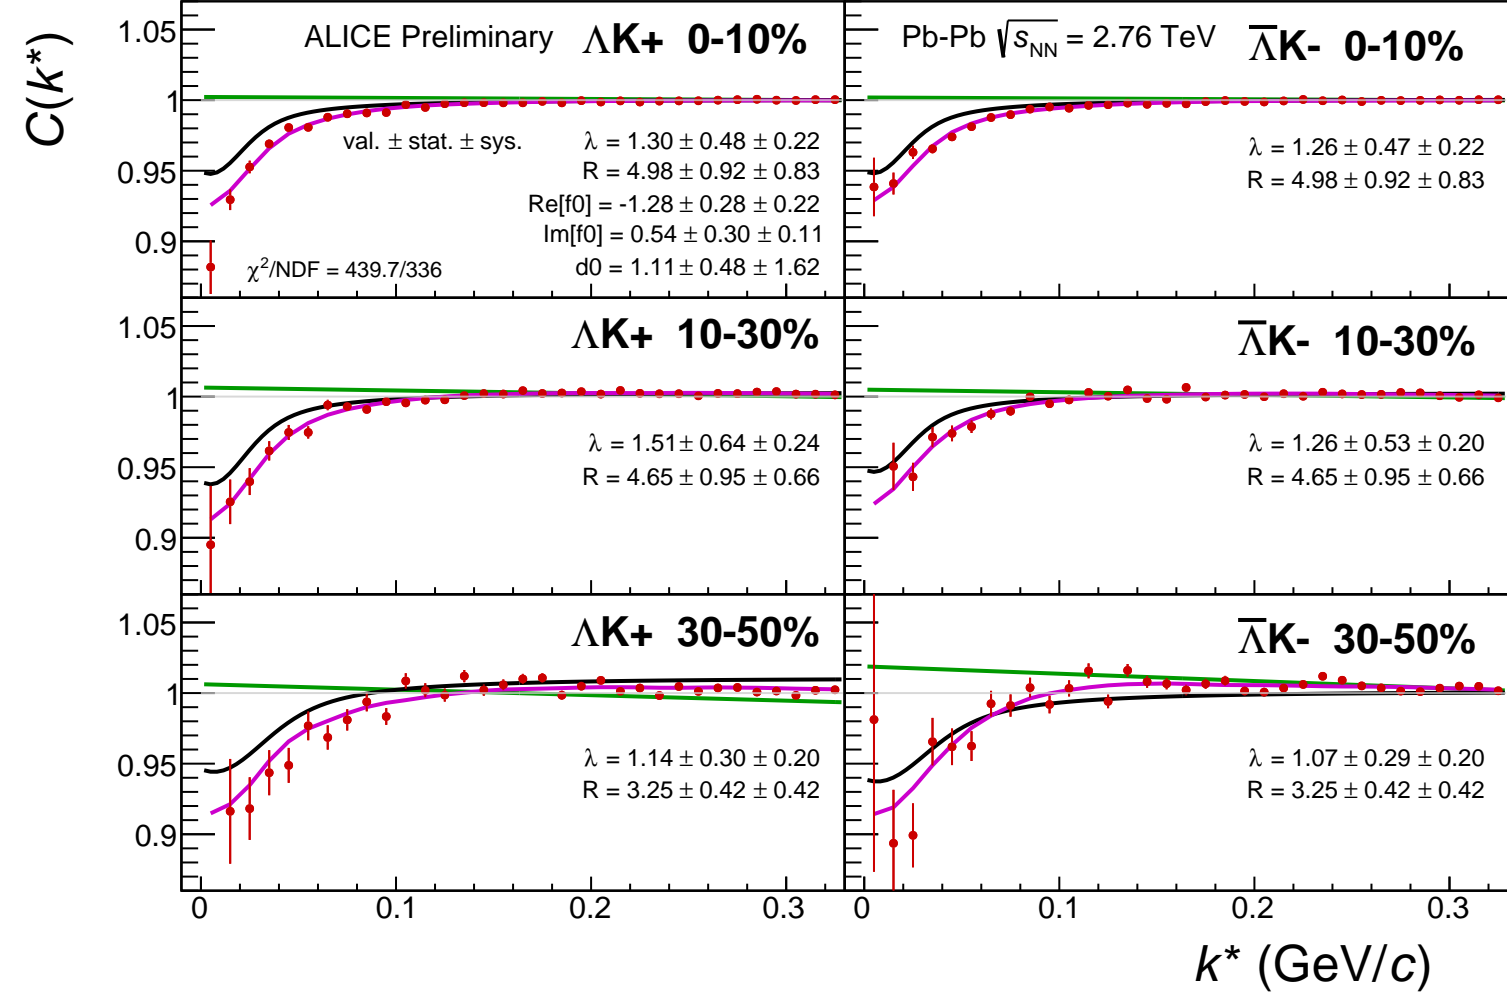 C(k*)
ALICE Preliminary ΛK+ 0-10%
val. ± stat. ± sys.
λ = 1.30 ± 0.48 ± 0.22
R = 4.98 ± 0.92 ± 0.83
Re[f0] = -1.28 ± 0.28 ± 0.22
Im[f0] = 0.54 ± 0.30 ± 0.11
χ²/NDF = 439.7/336
d0 = 1.11 ± 0.48 ± 1.62
1.05
1
0.95
0.9
Pb-Pb √s_NN = 2.76 TeV Λ̅K- 0-10%
λ = 1.26 ± 0.47 ± 0.22
R = 4.98 ± 0.92 ± 0.83
ΛK+ 10-30%
λ = 1.51 ± 0.64 ± 0.24
R = 4.65 ± 0.95 ± 0.66
1.05
1
0.95
0.9
Λ̅K- 10-30%
λ = 1.26 ± 0.53 ± 0.20
R = 4.65 ± 0.95 ± 0.66
ΛK+ 30-50%
λ = 1.14 ± 0.30 ± 0.20
R = 3.25 ± 0.42 ± 0.42
1.05
1
0.95
0.9
Λ̅K- 30-50%
λ = 1.07 ± 0.29 ± 0.20
R = 3.25 ± 0.42 ± 0.42
0 0.1 0.2 0.3
0 0.1 0.2 0.3
k* (GeV/c)